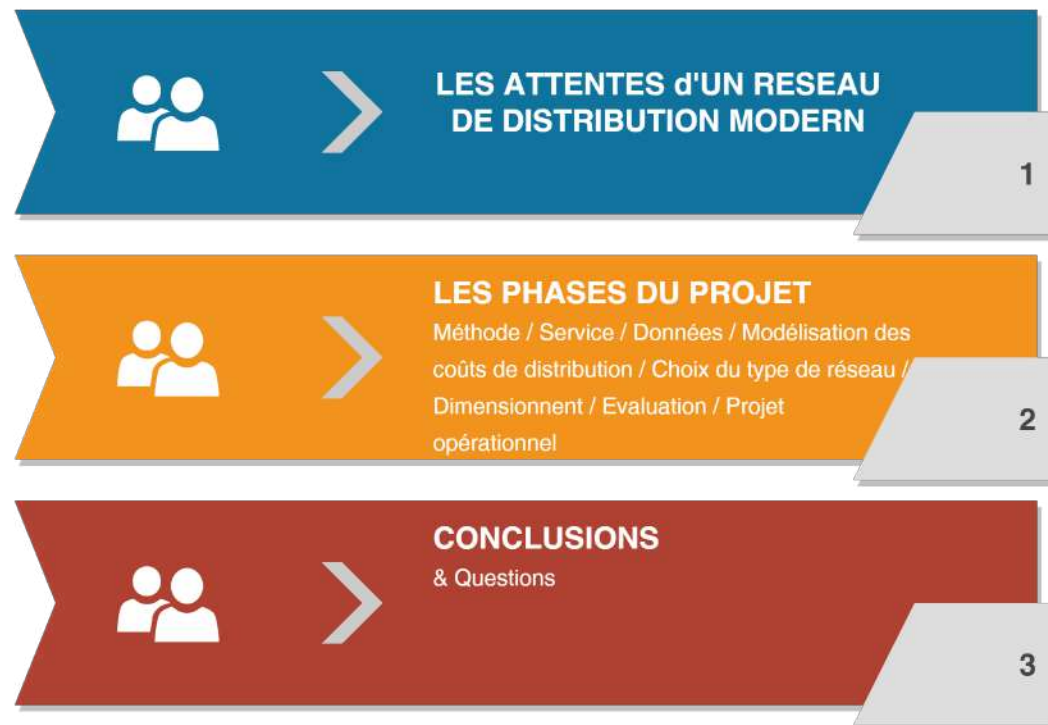 LES ATTENTES d'UN RESEAU
DE DISTRIBUTION MODERN
1
LES PHASES DU PROJET
Méthode / Service / Données / Modélisation des
coûts de distribution / Choix du type de réseau /
Dimensionnent / Evaluation / Projet
opérationnel
2
CONCLUSIONS
& Questions
3